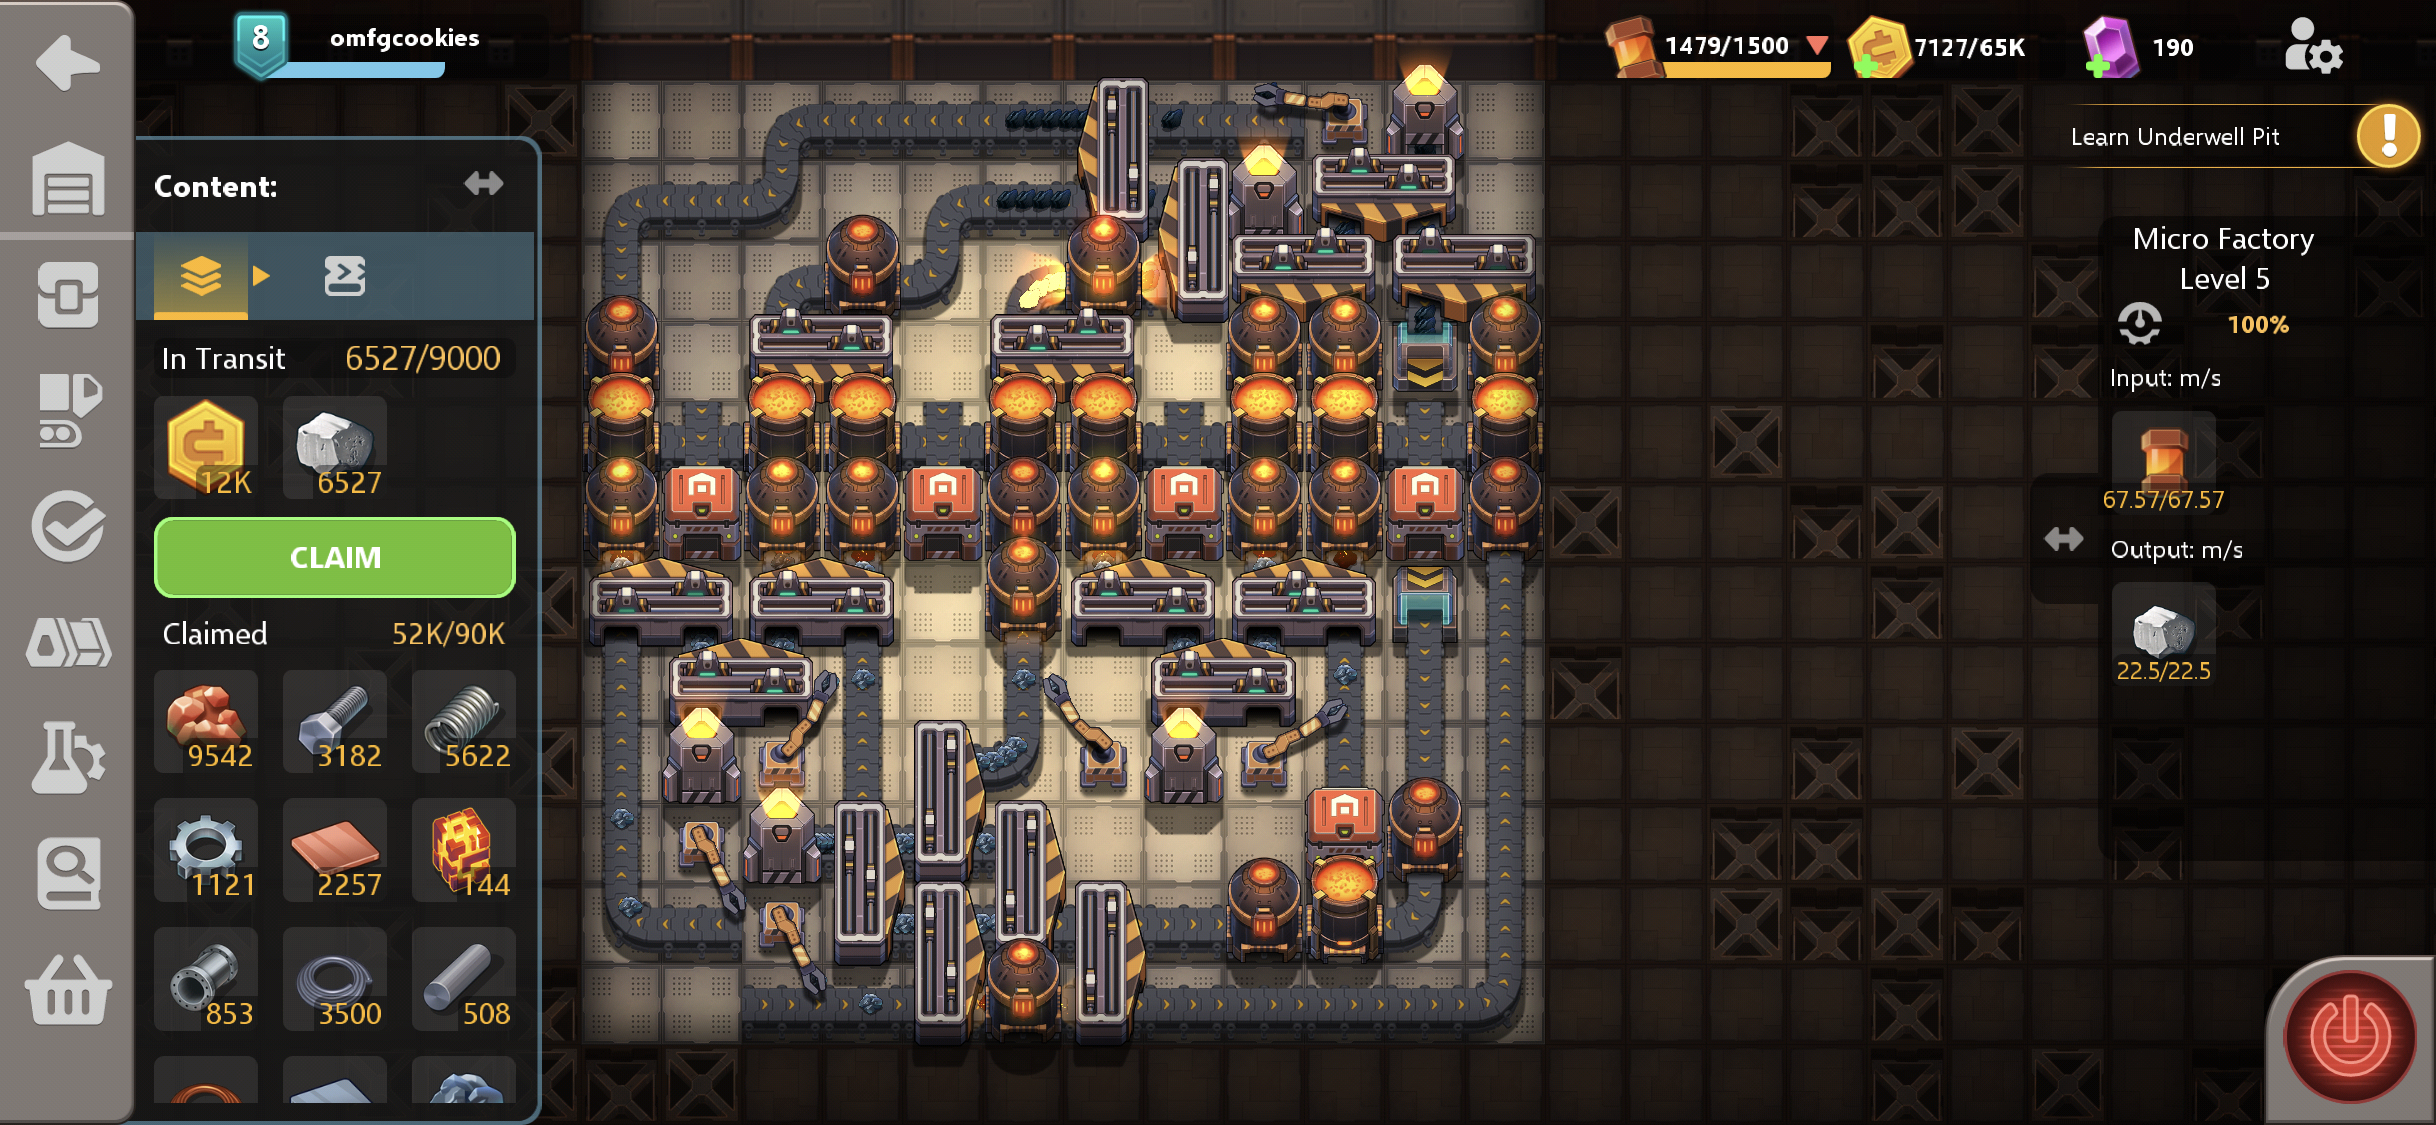 8
omfgcookies
1479/1500
7127/65K
190
Learn Underwell Pit
Content:
In Transit 6527/9000
12K
6527
CLAIM
Claimed 52K/90K
9542
3182
5622
1121
2257
144
853
3500
508
Micro Factory
Level 5
100%
Input: m/s
67.57/67.57
Output: m/s
22.5/22.5